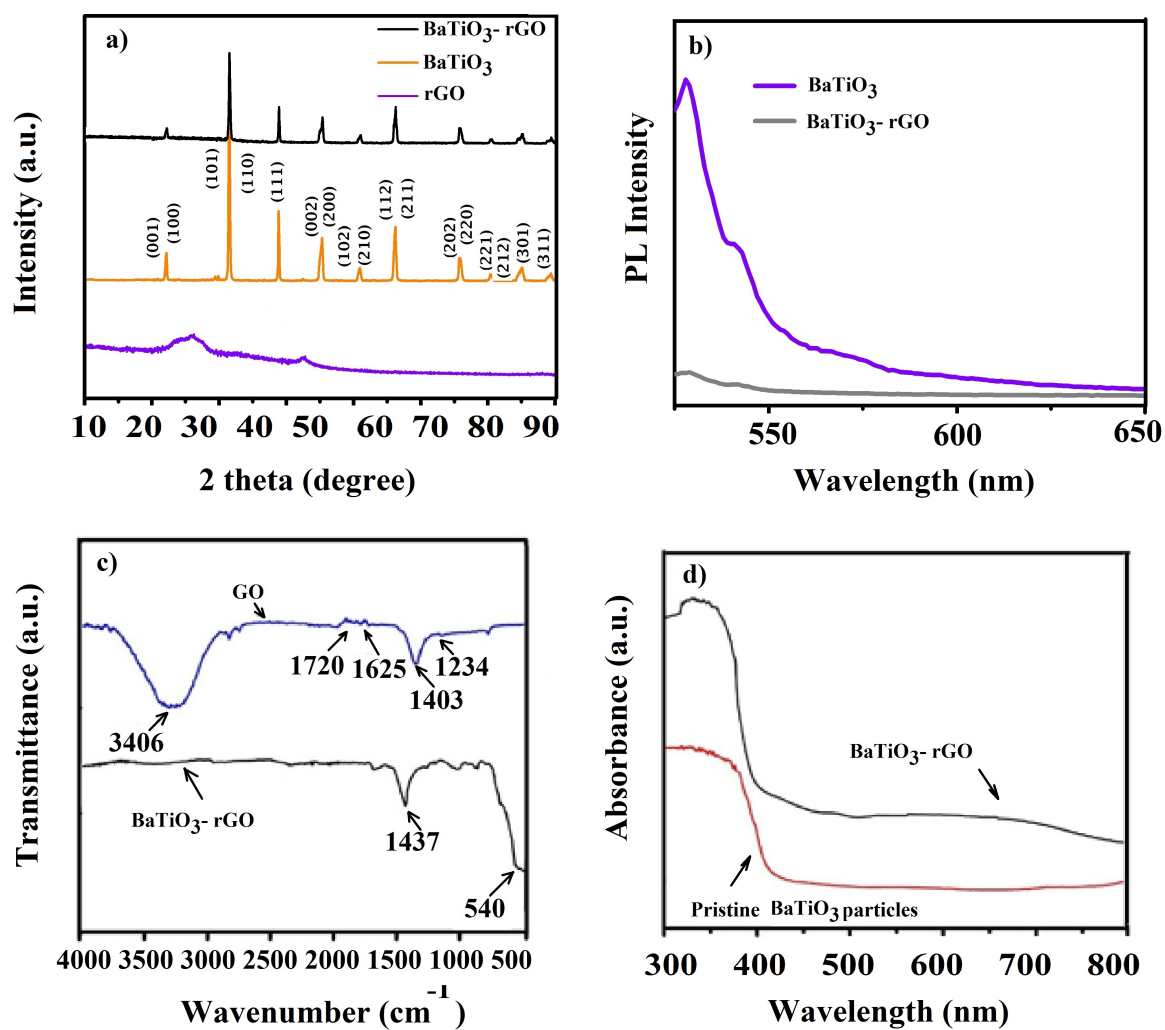 a)
BaTiO3- rGO
BaTiO3
rGO
(001)
(100)
(101)
(110)
(111)
(002)
(200)
(102)
(210)
(112)
(211)
(202)
(220)
(221)
(212)
(301)
(311)
Intensity (a.u.)
10 20 30 40 50 60 70 80 90
2 theta (degree)
b)
BaTiO3
BaTiO3- rGO
PL Intensity
550 600 650
Wavelength (nm)
c)
GO
1720 1625 1234
1403
3406
BaTiO3- rGO
1437
540
Transmittance (a.u.)
4000 3500 3000 2500 2000 1500 1000 500
Wavenumber (cm-1)
d)
BaTiO3- rGO
Pristine BaTiO3 particles
Absorbance (a.u.)
300 400 500 600 700 800
Wavelength (nm)